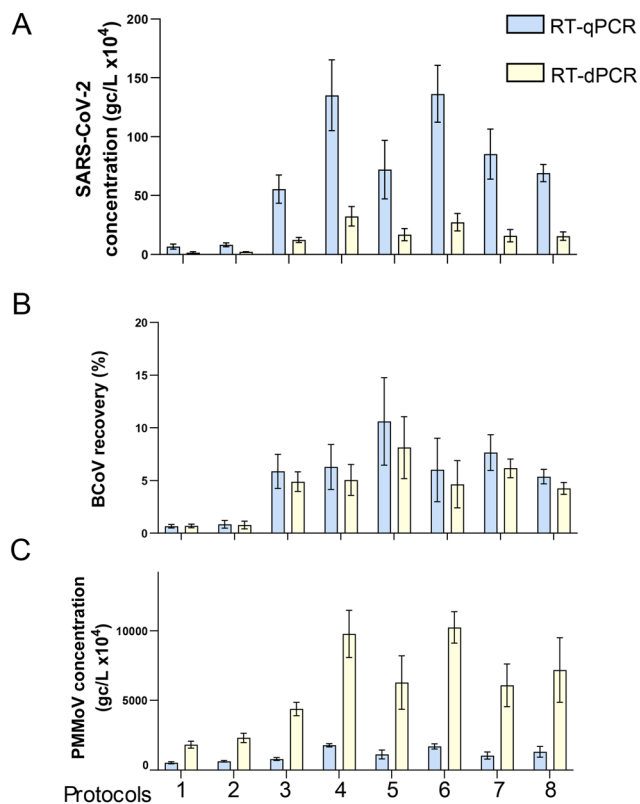 A
RT-qPCR
RT-dPCR
SARS-CoV-2
concentration (gc/L x10⁴)
200
150
100
50
0
B
BCoV recovery (%)
20
15
10
5
0
C
PMMoV concentration
(gc/L x10⁴)
10000
5000
0
Protocols 1 2 3 4 5 6 7 8